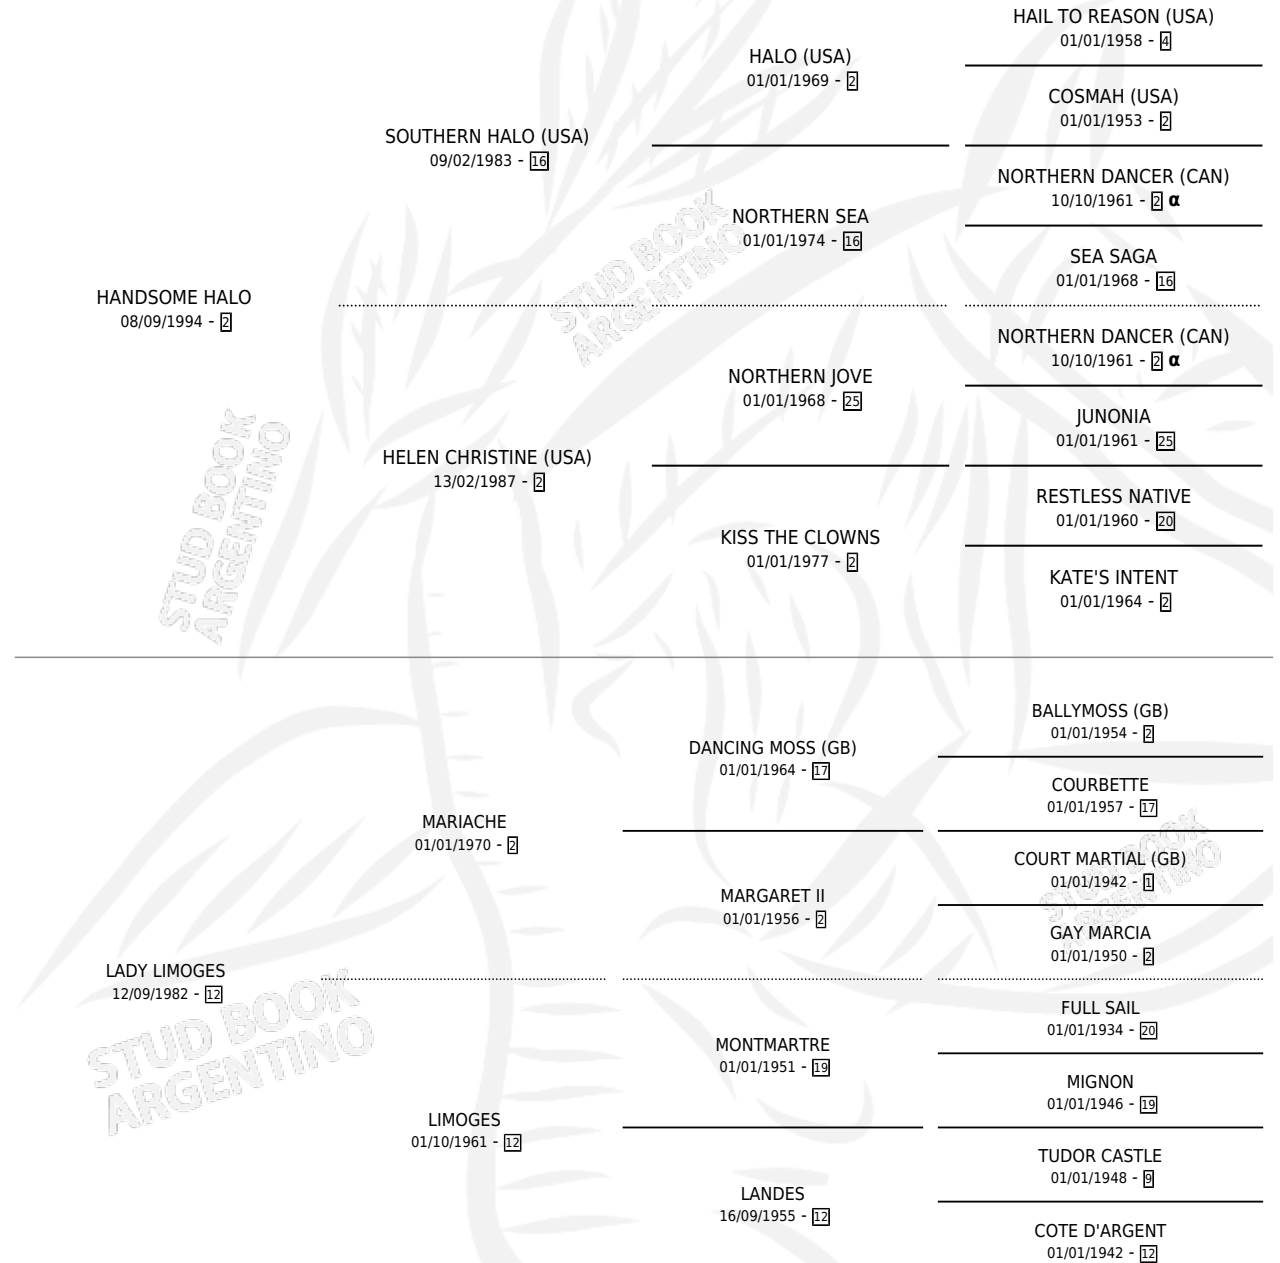 HAIL TO REASON (USA)
01/01/1958 - 4
HALO (USA)
01/01/1969 - 2
COSMAH (USA)
01/01/1953 - 2
SOUTHERN HALO (USA)
09/02/1983 - 16
NORTHERN DANCER (CAN)
10/10/1961 - 2 α
NORTHERN SEA
01/01/1974 - 16
SEA SAGA
01/01/1968 - 16
HANDSOME HALO
08/09/1994 - 2
NORTHERN DANCER (CAN)
10/10/1961 - 2 α
NORTHERN JOVE
01/01/1968 - 25
JUNONIA
01/01/1961 - 25
HELEN CHRISTINE (USA)
13/02/1987 - 2
RESTLESS NATIVE
01/01/1960 - 20
KISS THE CLOWNS
01/01/1977 - 2
KATE'S INTENT
01/01/1964 - 2
BALLYMOSS (GB)
01/01/1954 - 2
DANCING MOSS (GB)
01/01/1964 - 17
COURBETTE
01/01/1957 - 17
MARIACHE
01/01/1970 - 2
COURT MARTIAL (GB)
01/01/1942 - 1
MARGARET II
01/01/1956 - 2
GAY MARCIA
01/01/1950 - 2
LADY LIMOGES
12/09/1982 - 12
FULL SAIL
01/01/1934 - 20
MONTMARTRE
01/01/1951 - 19
MIGNON
01/01/1946 - 19
LIMOGES
01/10/1961 - 12
TUDOR CASTLE
01/01/1948 - 9
LANDES
16/09/1955 - 12
COTE D'ARGENT
01/01/1942 - 12
STUD BOOK
ARGENTINO
STUD BOOK
ARGENTINO
STUD BOOK
ARGENTINO
STUD BOOK
ARGENTINO